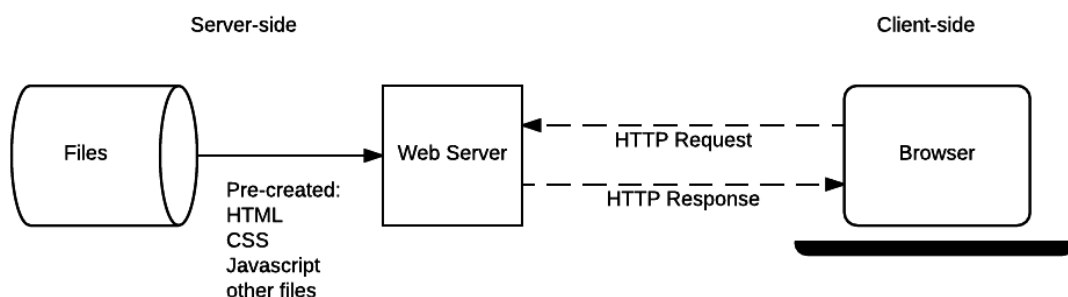 Server-side
Client-side
Files
Web Server
HTTP Request
HTTP Response
Browser
Pre-created:
HTML
CSS
Javascript
other files